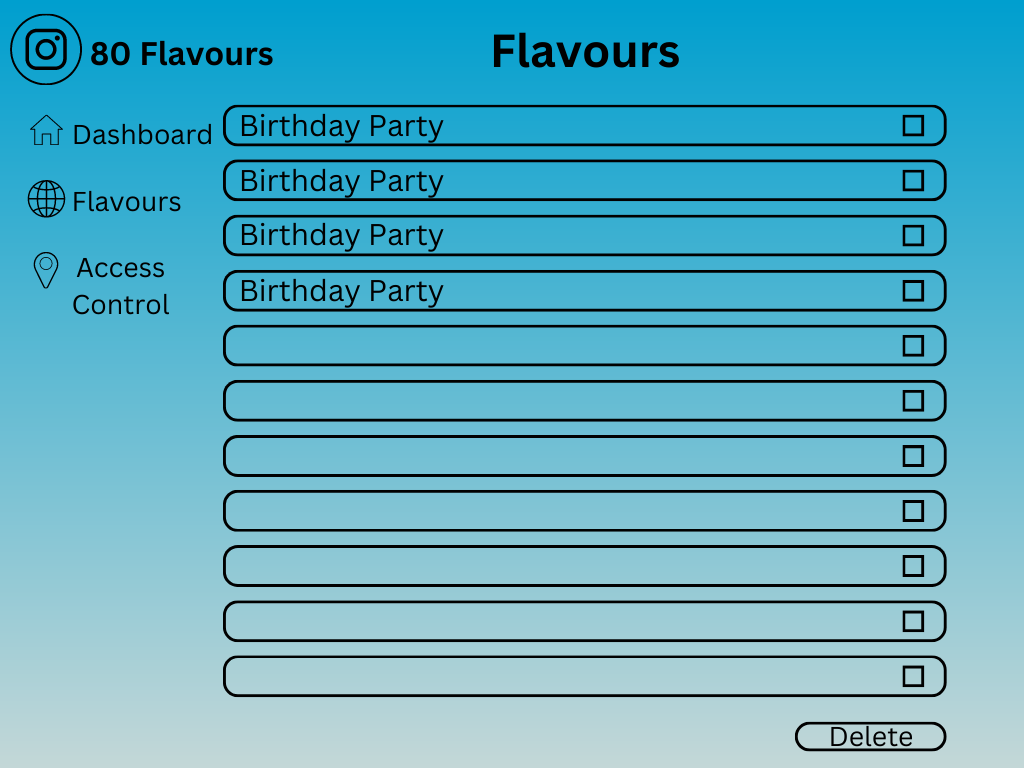 80 Flavours
Flavours
Dashboard
Flavours
Access
Control
Birthday Party
Birthday Party
Birthday Party
Birthday Party
Delete